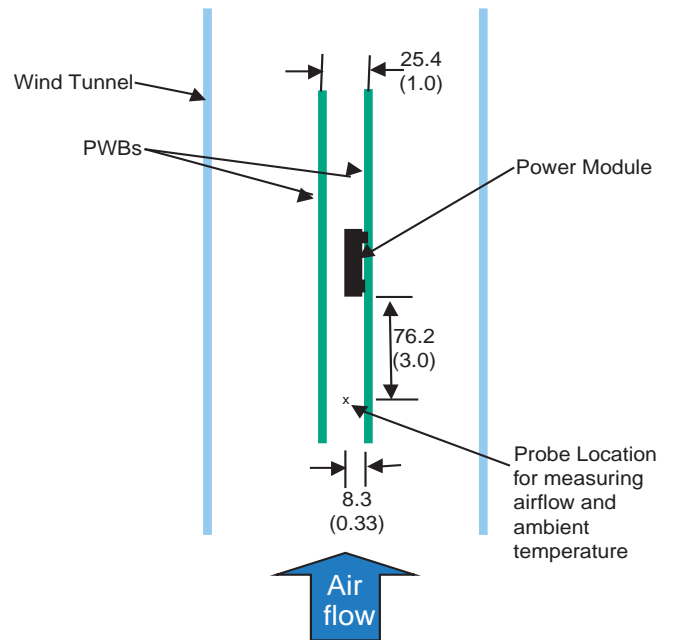 25.4
(1.0)
Wind Tunnel
PWBs
Power Module
76.2
(3.0)
x
Probe Location
for measuring
airflow and
ambient
temperature
8.3
(0.33)
Air
flow